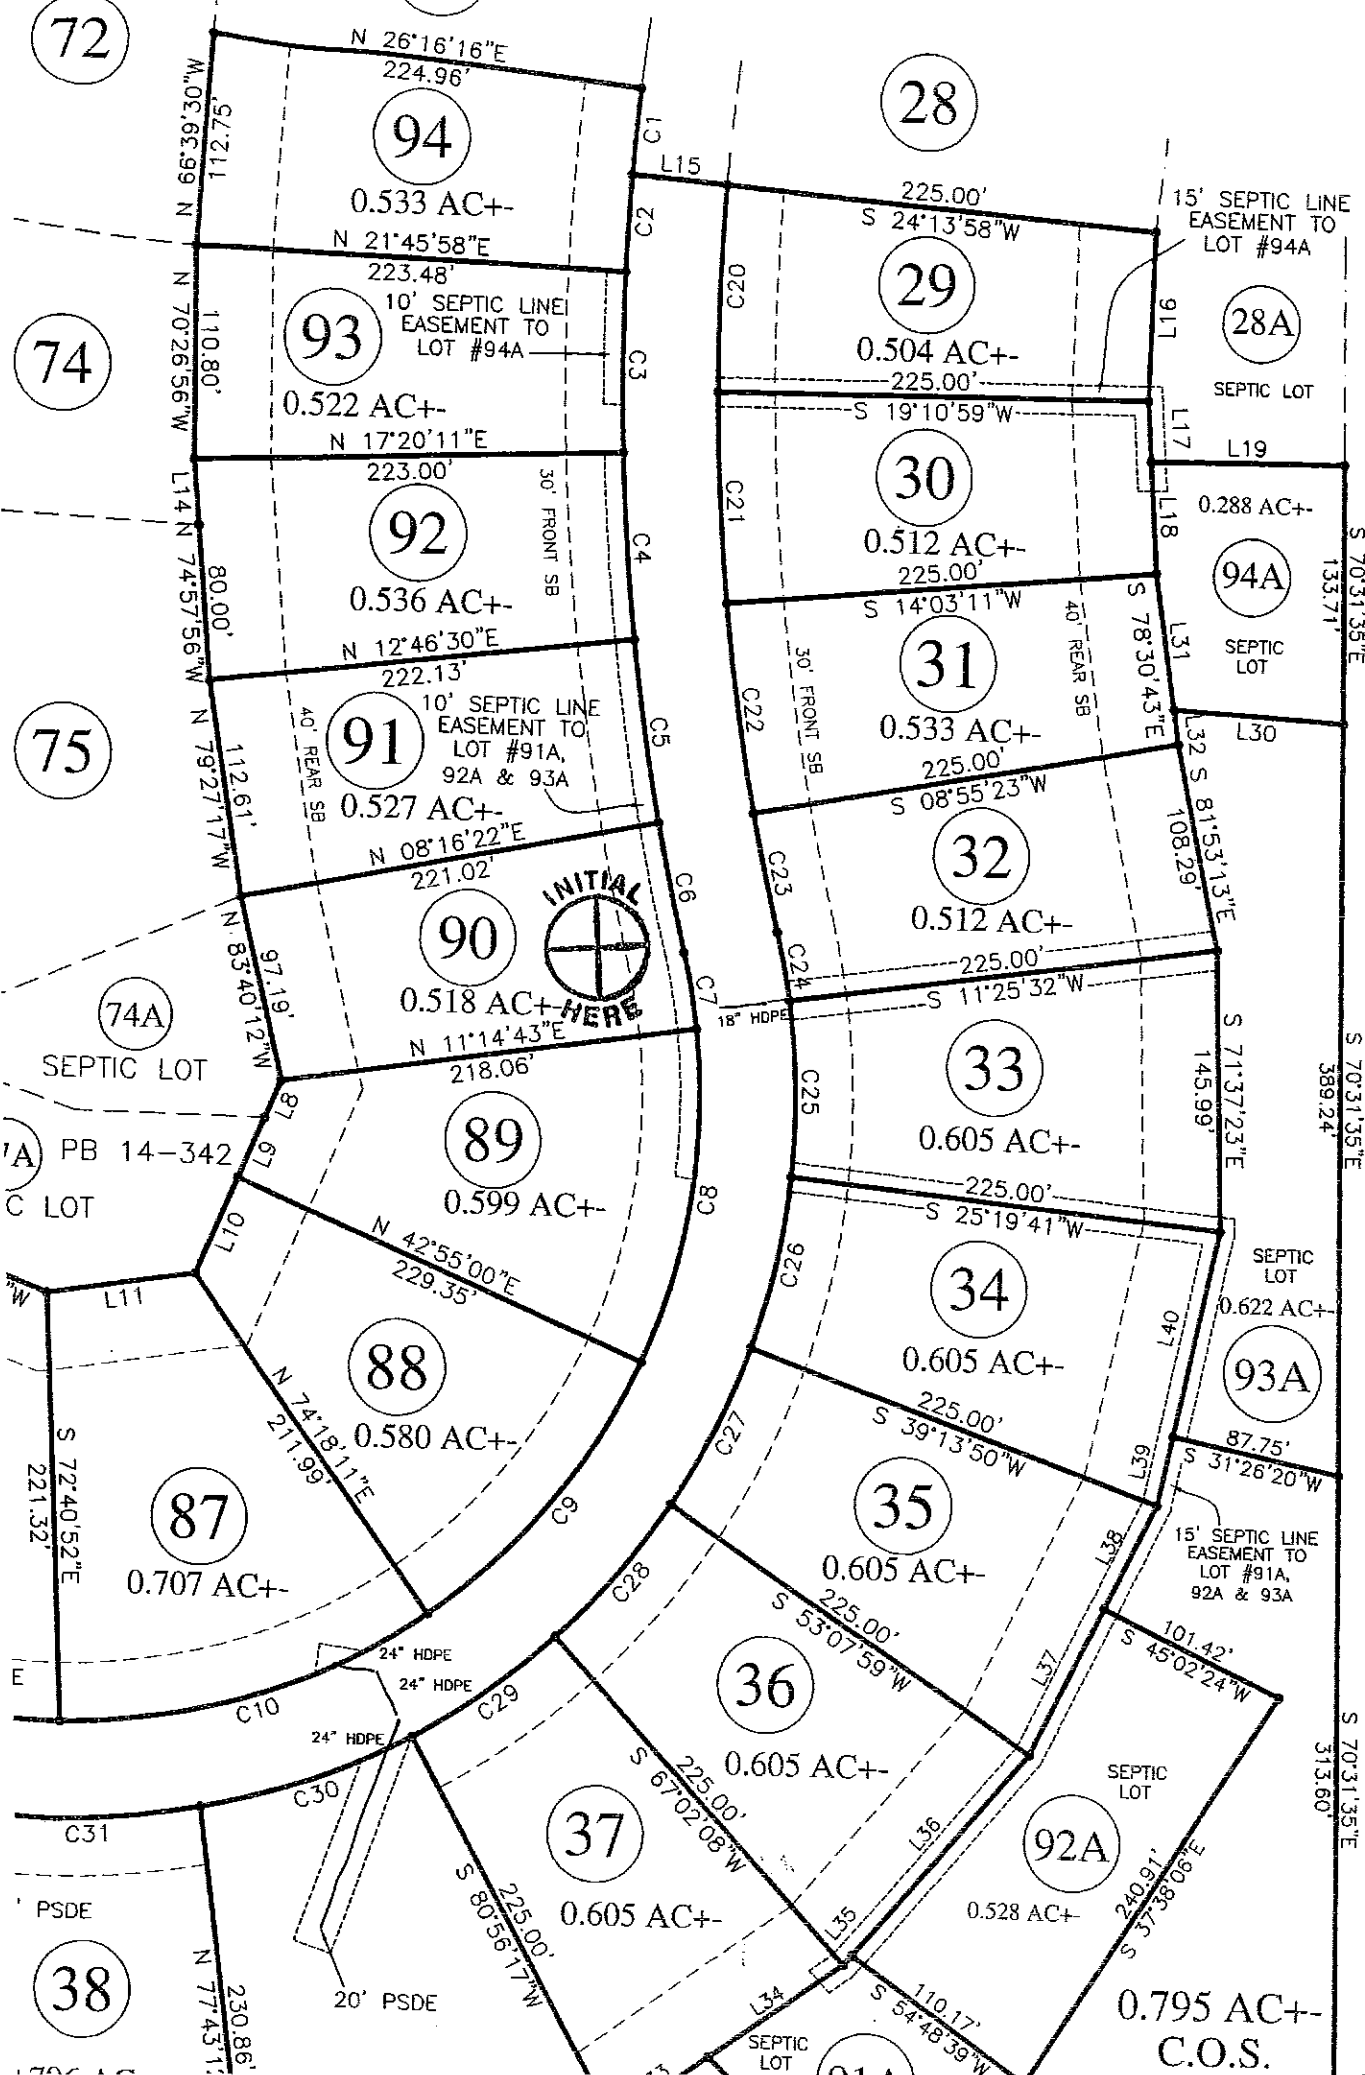 72
N 26°16'16"E
224.96'
28
N 66°39'30"W
112.75'
94
0.533 AC+-
C1
L15
225.00'
S 24°13'58"W
15' SEPTIC LINE
EASEMENT TO
LOT #94A
C2
N 21°45'58"E
223.48'
74
N 70°26'56"W
110.80'
93
10' SEPTIC LINE
EASEMENT TO
LOT #94A
0.522 AC+-
C3
C20
29
0.504 AC+-
225.00'
S 19°10'59"W
L16
28A
SEPTIC LOT
L17
L19
N 17°20'11"E
223.00'
L14
92
0.536 AC+-
30' FRONT SB
C4
C21
30
0.512 AC+-
225.00'
S 14°03'11"W
L18
0.288 AC+-
94A
SEPTIC
LOT
S 70°31'35"E
133.71'
N 74°57'56"W
80.00'
N 12°46'30"E
222.13'
31
0.533 AC+-
40' REAR SB
S 78°30'43"E
L31
30' FRONT SB
C22
75
N 79°27'17"W
112.61'
40' REAR SB
91
10' SEPTIC LINE
EASEMENT TO
LOT #91A,
92A & 93A
0.527 AC+-
C5
225.00'
S 08°55'23"W
L32
L30
N 08°16'22"E
221.02'
32
0.512 AC+-
S 81°53'13"E
108.29'
C6
C23
90
0.518 AC+-
INITIAL
HERE
N 83°40'12"W
97.19'
C24
225.00'
S 11°25'32"W
C7
18" HDPE
74A
SEPTIC LOT
N 11°14'43"E
218.06'
L8
33
0.605 AC+-
C25
S 71°37'23"E
145.99'
S 70°31'35"E
389.24'
7A
PB 14-342
C LOT
L9
89
0.599 AC+-
C8
225.00'
S 25°19'41"W
L10
N 42°55'00"E
229.35'
C26
34
0.605 AC+-
L40
SEPTIC
LOT
0.622 AC+-
93A
"W
L11
88
0.580 AC+-
N 74°18'11"E
211.99'
225.00'
S 39°13'50"W
C27
L39
87.75'
S 31°26'20"W
S 72°40'52"E
221.32'
87
0.707 AC+-
C9
35
0.605 AC+-
L38
15' SEPTIC LINE
EASEMENT TO
LOT #91A,
92A & 93A
C28
225.00'
S 53°07'59"W
101.42'
S 45°02'24"W
E
24" HDPE
24" HDPE
24" HDPE
C10
C29
36
0.605 AC+-
L37
C30
C31
225.00'
S 67°02'08"W
SEPTIC
LOT
92A
0.528 AC+-
S 70°31'35"E
313.60'
37
0.605 AC+-
L36
240.91'
S 37°38'06"E
' PSDE
38
225.00'
S 80°56'17"W
L35
N 77°43'1
230.86'
20' PSDE
L34
110.17'
S 54°48'39"W
0.795 AC+-
C.O.S.
SEPTIC
LOT
91A